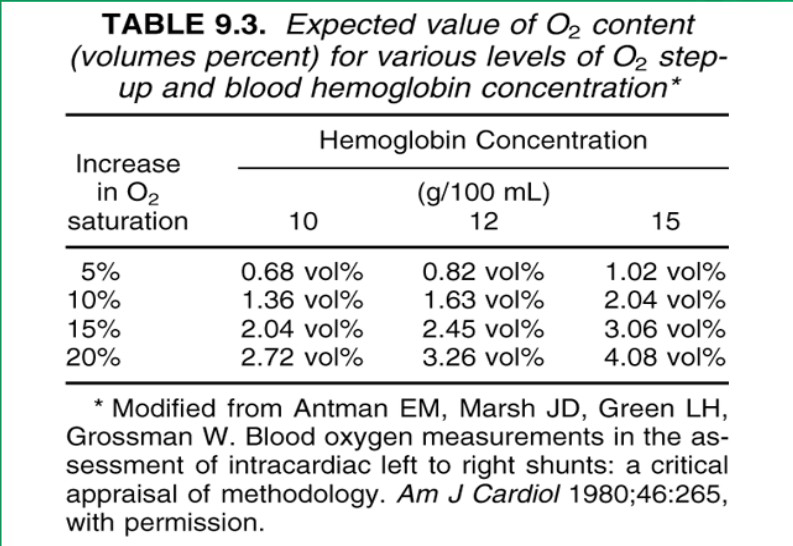 TABLE 9.3. Expected value of O₂ content
(volumes percent) for various levels of O₂ step-
up and blood hemoglobin concentration*
Hemoglobin Concentration
Increase
in O₂
saturation
(g/100 mL)
10 12 15
5% 0.68 vol% 0.82 vol% 1.02 vol%
10% 1.36 vol% 1.63 vol% 2.04 vol%
15% 2.04 vol% 2.45 vol% 3.06 vol%
20% 2.72 vol% 3.26 vol% 4.08 vol%
* Modified from Antman EM, Marsh JD, Green LH,
Grossman W. Blood oxygen measurements in the as-
sessment of intracardiac left to right shunts: a critical
appraisal of methodology. Am J Cardiol 1980;46:265,
with permission.